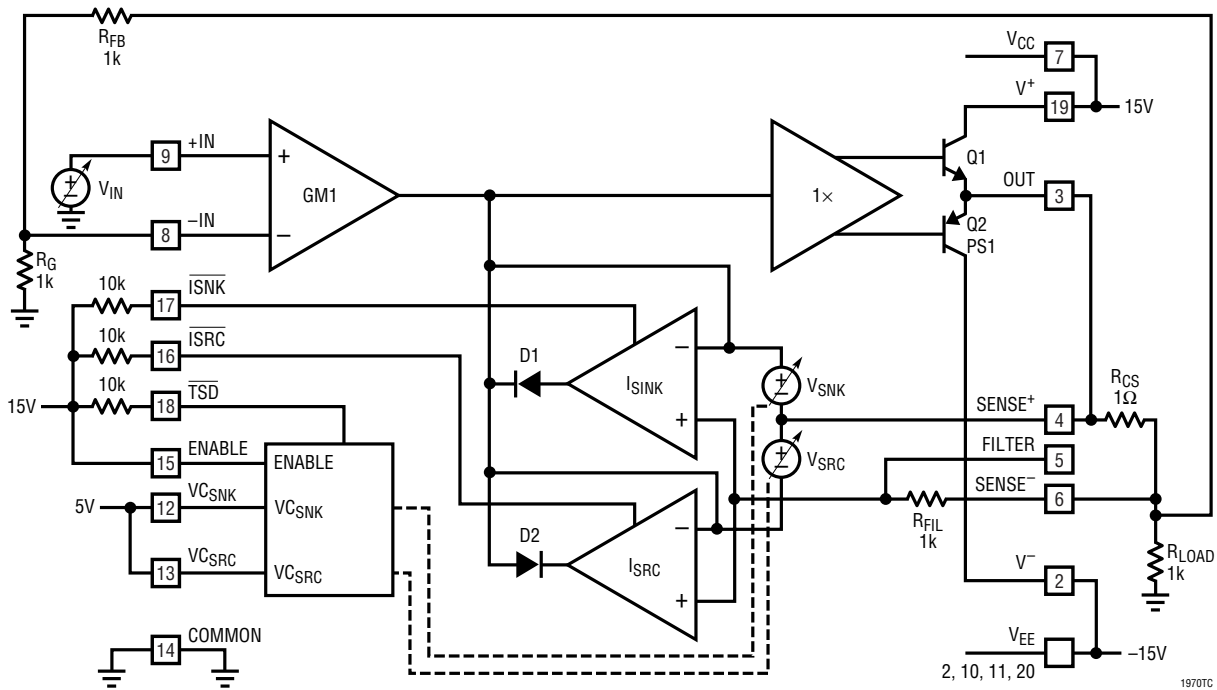 RFB
1k
VCC
7
V+
19
15V
9
+IN
+
VIN
GM1
1×
Q1
OUT
3
8
–IN
–
Q2
PS1
RG
1k
10k
17
ISNK
10k
16
ISRC
10k
18
TSD
15V
15
ENABLE
ENABLE
5V
12
VCSNK
VCSNK
13
VCSRC
VCSRC
14
COMMON
D1
ISINK
–
+
VSNK
VSRC
D2
ISRC
–
+
SENSE+
4
RCS
1Ω
FILTER
5
SENSE–
6
RFIL
1k
RLOAD
1k
V–
2
VEE
–15V
2, 10, 11, 20
1970TC